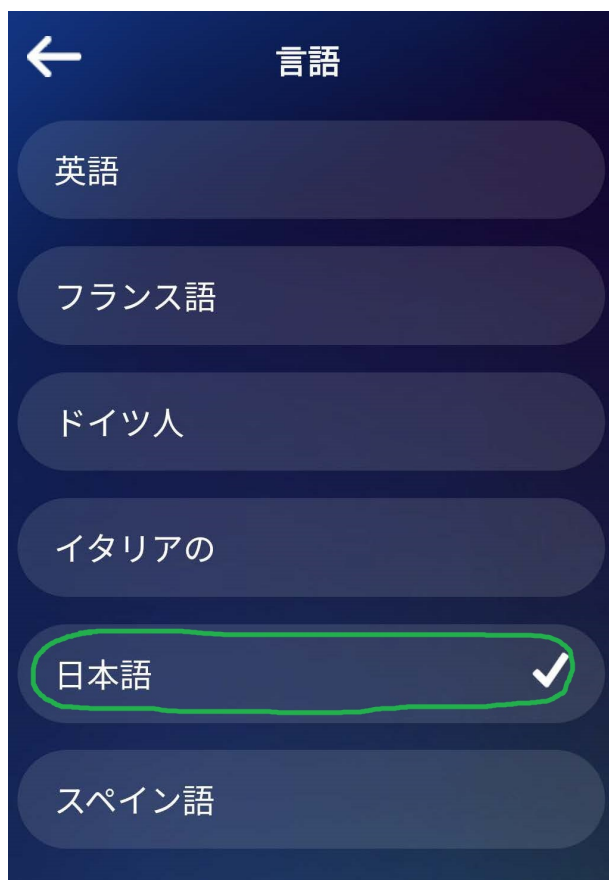 言語
英語
フランス語
ドイツ人
イタリアの
日本語
スペイン語